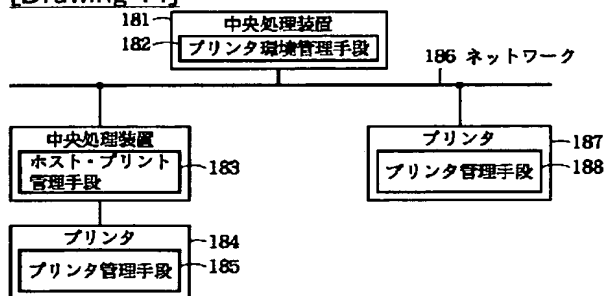 181 中央処理装置
182 プリンタ環境管理手段
186 ネットワーク
中央処理装置
ホスト・プリント
管理手段
183
プリンタ 187
プリンタ管理手段 188
プリンタ 184
プリンタ管理手段 185